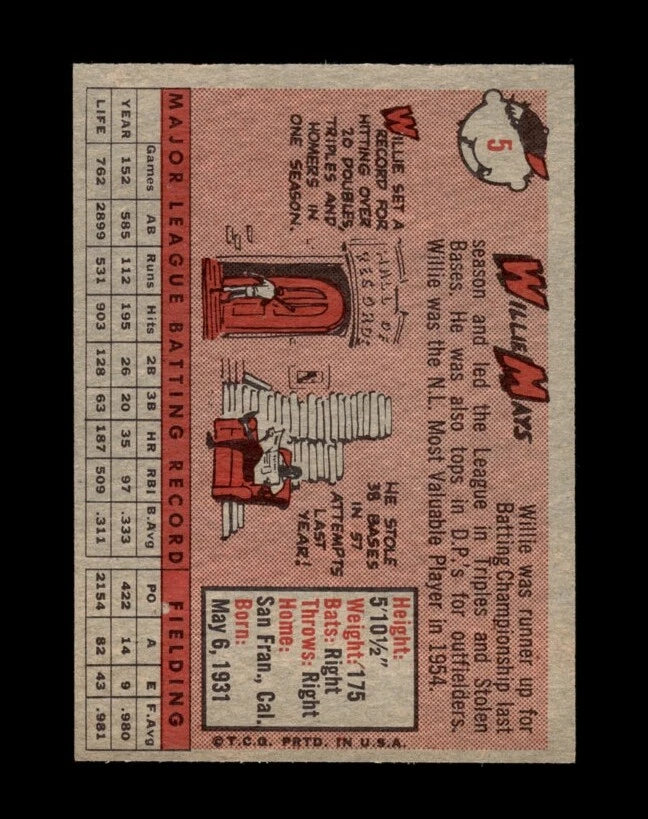 5
WILLIE MAYS
Willie was runner up for
Batting Championship last
season and led the League in Triples and Stolen
Bases. He was also tops in D.P.'s for outfielders.
Willie was the N.L. Most Valuable Player in 1954.
WILLIE SET A
RECORD FOR
HITTING OVER
20 DOUBLES,
TRIPLES AND
HOMERS IN
ONE SEASON.
HALL OF
RECORDS
HE STOLE
38 BASES
IN 57
ATTEMPTS
LAST
YEAR!
Height:
5'10½"
Weight: 175
Bats: Right
Throws: Right
Home:
San Fran., Cal.
Born:
May 6, 1931
©T.C.G. PRTD. IN U.S.A.
MAJOR LEAGUE BATTING RECORD FIELDING
Games AB Runs Hits 2B 3B HR RBI B.Avg PO A E F.Avg
YEAR 152 585 112 195 26 20 35 97 .333 422 14 9 .980
LIFE 762 2899 531 903 128 63 187 509 .311 2154 82 43 .981